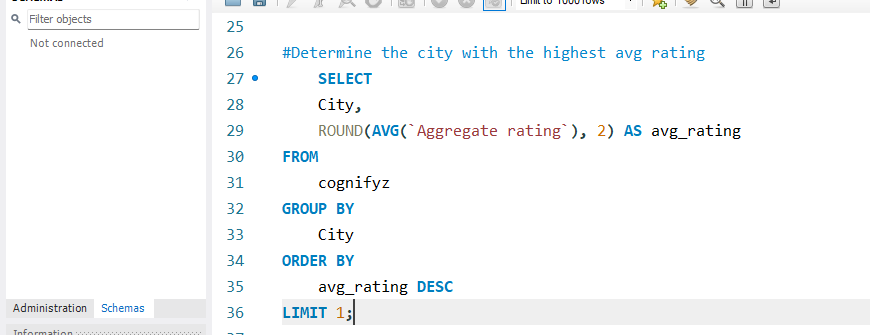 SCHEMAS
Filter objects
Not connected
Administration Schemas
Information
Limit to 1000 rows
25
26 #Determine the city with the highest avg rating
27 SELECT
28 City,
29 ROUND(AVG(`Aggregate rating`), 2) AS avg_rating
30 FROM
31 cognifyz
32 GROUP BY
33 City
34 ORDER BY
35 avg_rating DESC
36 LIMIT 1;